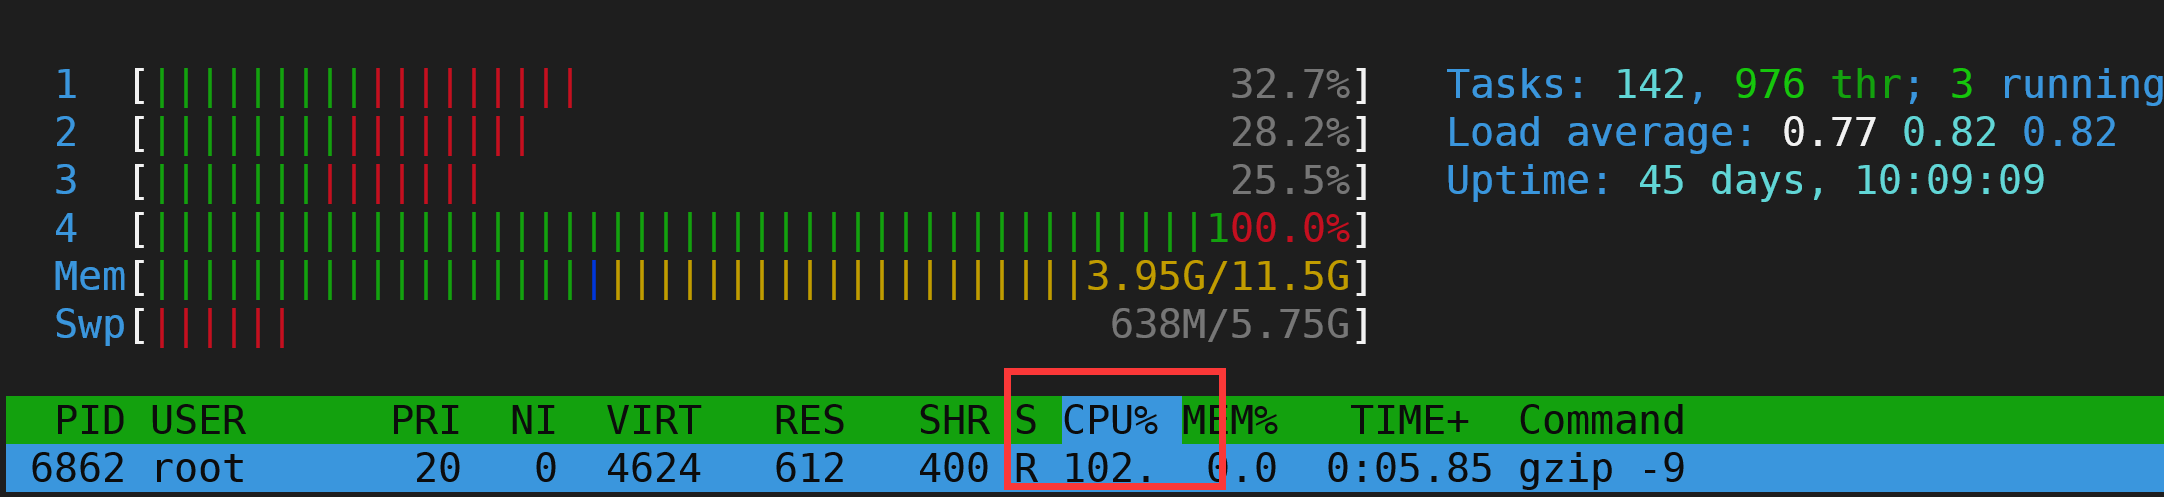 1 [||||||||||||||||||32.7%] Tasks: 142, 976 thr; 3 running
2 [||||||||||||||||28.2%] Load average: 0.77 0.82 0.82
3 [||||||||||||||25.5%] Uptime: 45 days, 10:09:09
4 [||||||||||||||||||||||||||||||||||||||||||||100.0%]
Mem[|||||||||||||||||||||||||||||||||||||||3.95G/11.5G]
Swp[||||||638M/5.75G]
PID USER PRI NI VIRT RES SHR S CPU% MEM% TIME+ Command
6862 root 20 0 4624 612 400 R 102. 0.0 0:05.85 gzip -9